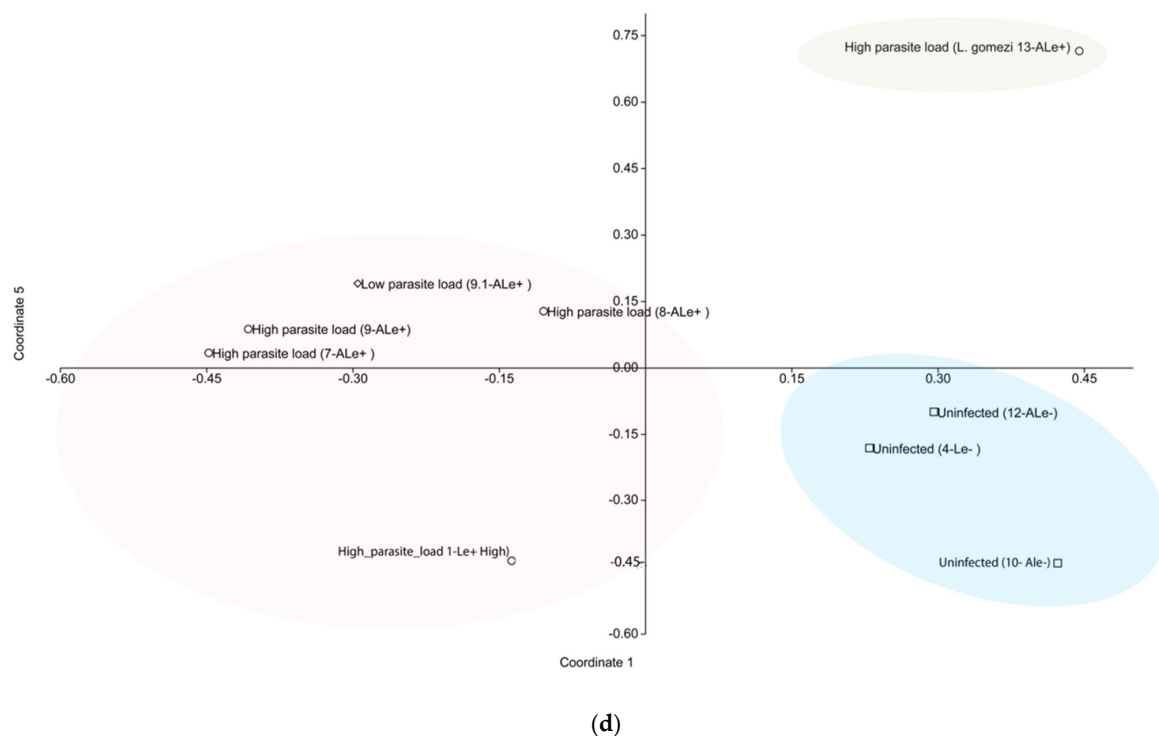 0.75
High parasite load (L. gomezi 13-ALe+)
0.60
0.45
0.30
Low parasite load (9.1-ALe+ )
0.15
High parasite load (8-ALe+ )
High parasite load (9-ALe+)
High parasite load (7-ALe+ )
Coordinate 5
0.00
-0.60 -0.45 -0.30 -0.15 0.15 0.30 0.45
Uninfected (12-ALe-)
-0.15
Uninfected (4-Le- )
-0.30
High_parasite_load 1-Le+ High)
-0.45
Uninfected (10- Ale-)
-0.60
Coordinate 1
(d)